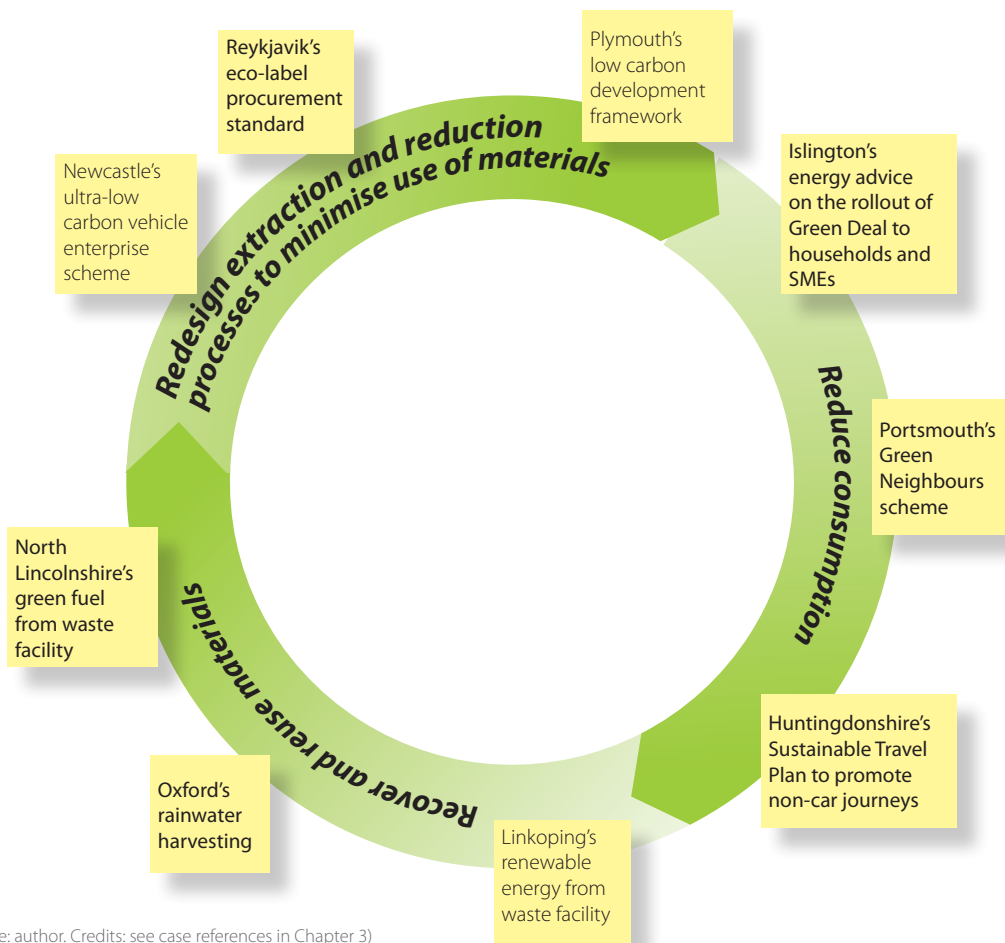 Reykjavik’s
eco-label
procurement
standard
Plymouth’s
low carbon
development
framework
Newcastle’s
ultra-low
carbon vehicle
enterprise
scheme
Redesign extraction and reduction
processes to minimise use of materials
Islington’s
energy advice
on the rollout of
Green Deal to
households and
SMEs
Reduce consumption
Portsmouth’s
Green
Neighbours
scheme
North
Lincolnshire’s
green fuel
from waste
facility
Recover and reuse materials
Huntingdonshire’s
Sustainable Travel
Plan to promote
non-car journeys
Oxford’s
rainwater
harvesting
Linkoping’s
renewable
energy from
waste facility
author. Credits: see case references in Chapter 3)